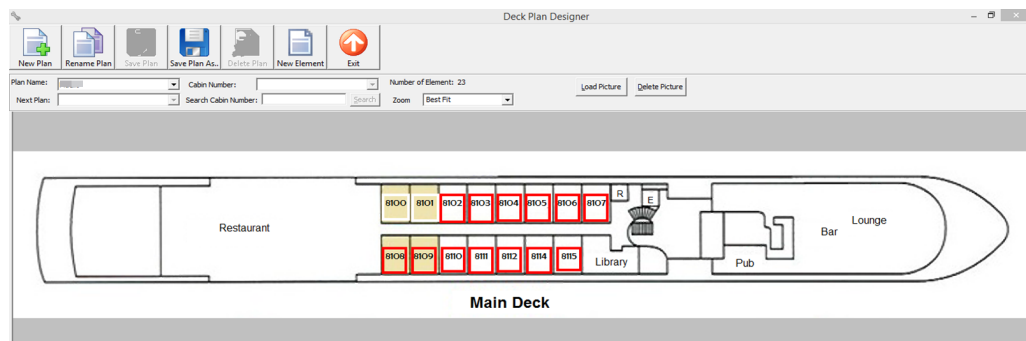 Deck Plan Designer
New Plan Rename Plan Save Plan Save Plan As.. Delete Plan New Element Exit
Plan Name: Cabin Number: Number of Element: 23 Load Picture Delete Picture
Next Plan: Search Cabin Number: Search Zoom Best Fit
8100 8101 8102 8103 8104 8105 8106 8107 R E
Restaurant Bar Lounge
8108 8109 8110 8111 8112 8114 8115 Library Pub
Main Deck